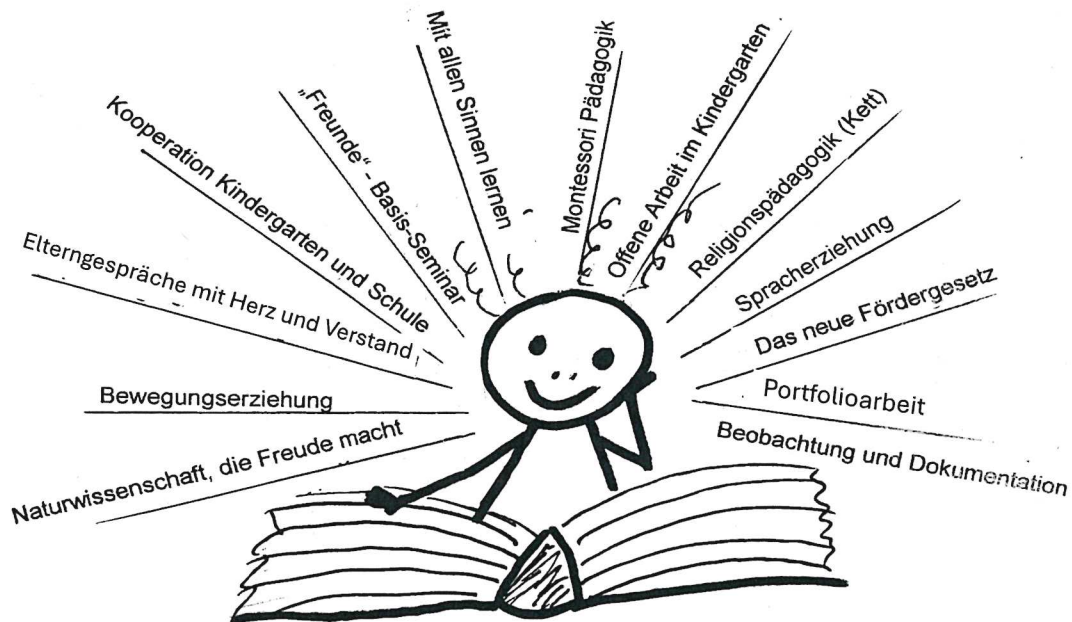 Naturwissenschaft, die Freude macht
Bewegungserziehung
Elterngespräche mit Herz und Verstand
Kooperation Kindergarten und Schule
„Freunde“ - Basis-Seminar
Mit allen Sinnen lernen
Montessori Pädagogik
Offene Arbeit im Kindergarten
Religionspädagogik (Kett)
Spracherziehung
Das neue Fördergesetz
Portfolioarbeit
Beobachtung und Dokumentation